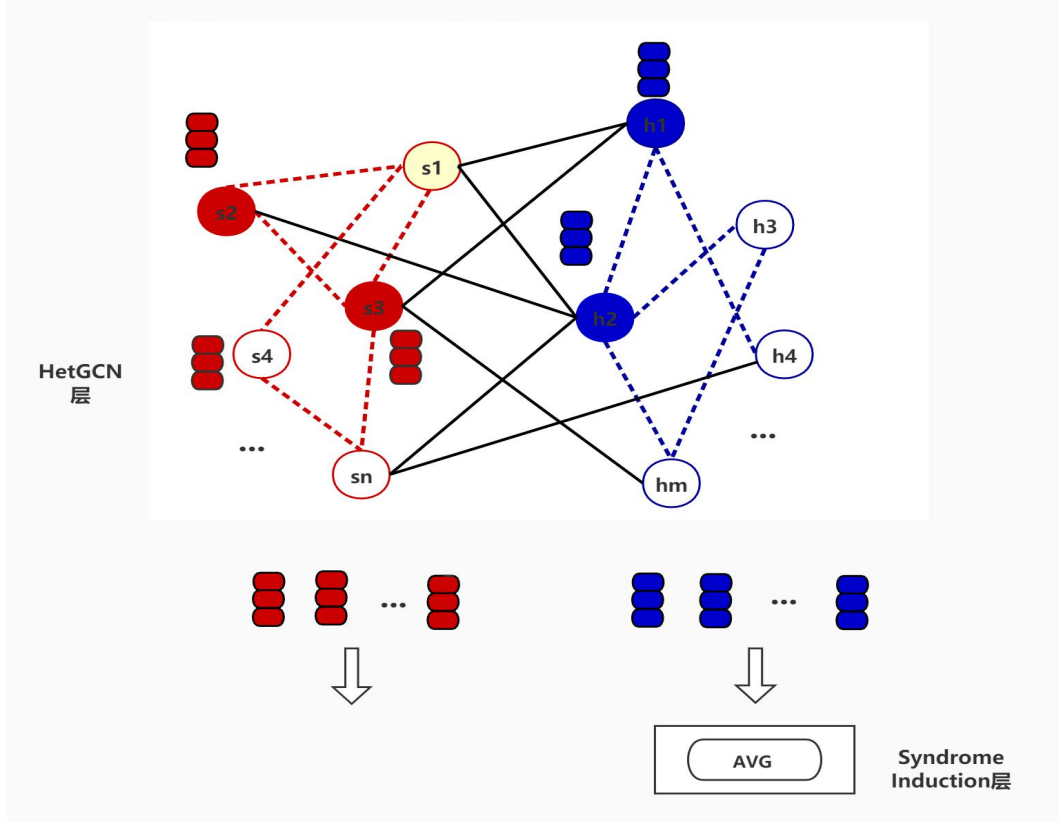 h1
s1
s2
h3
s3
h2
s4
h4
HetGCN
层
...
...
sn
hm
...
...
AVG
Syndrome
Induction层